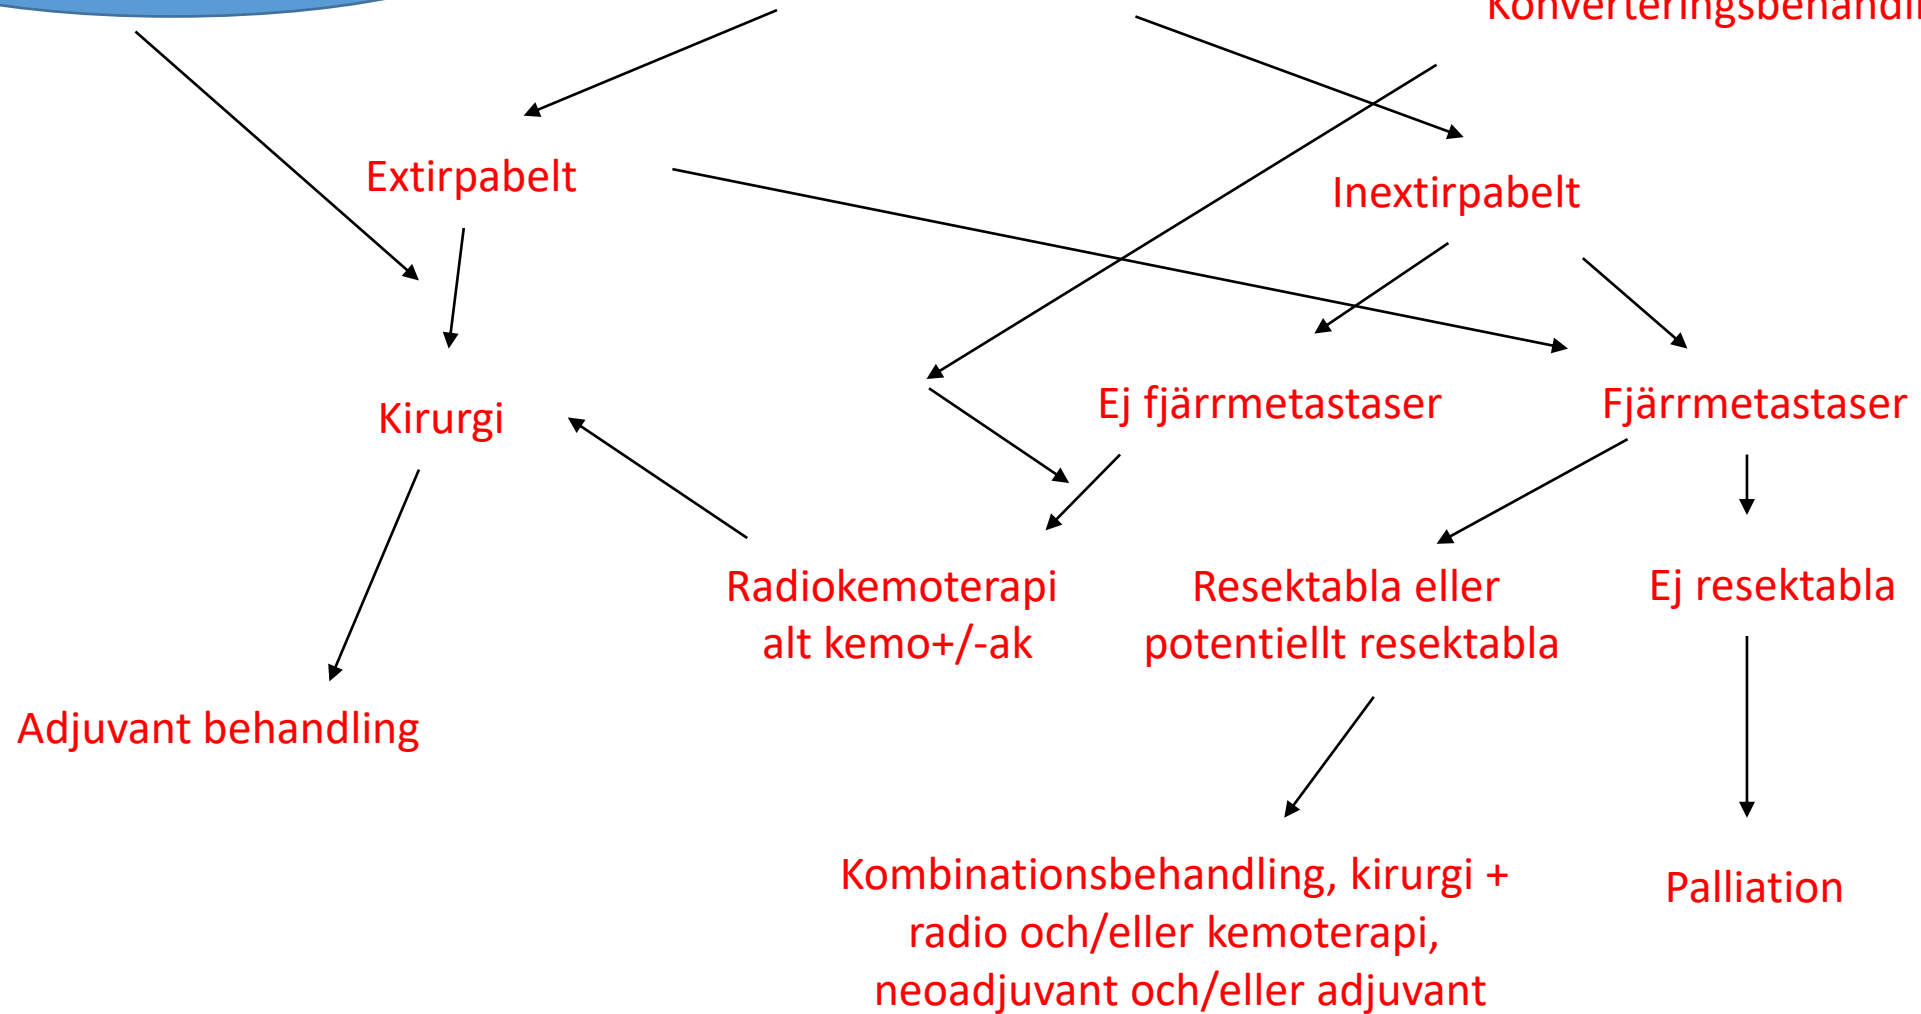 Konverteringsbehandli
Extirpabelt
Inextirpabelt
Kirurgi
Ej fjärrmetastaser
Fjärrmetastaser
Radiokemoterapi
alt kemo+/-ak
Resektabla eller
potentiellt resektabla
Ej resektabla
Adjuvant behandling
Kombinationsbehandling, kirurgi +
radio och/eller kemoterapi,
neoadjuvant och/eller adjuvant
Palliation